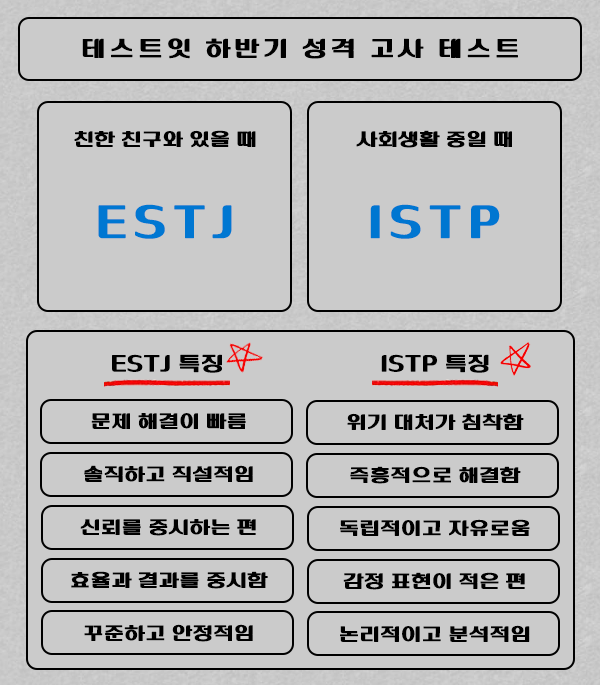 테스트잇 하반기 성격 고사 테스트
친한 친구와 있을 때
사회생활 중일 때
ESTJ
ISTP
ESTJ 특징
ISTP 특징
문제 해결이 빠름
위기 대처가 침착함
솔직하고 직설적임
즉흥적으로 해결함
신뢰를 중시하는 편
독립적이고 자유로움
효율과 결과를 중시함
감정 표현이 적은 편
꾸준하고 안정적임
논리적이고 분석적임